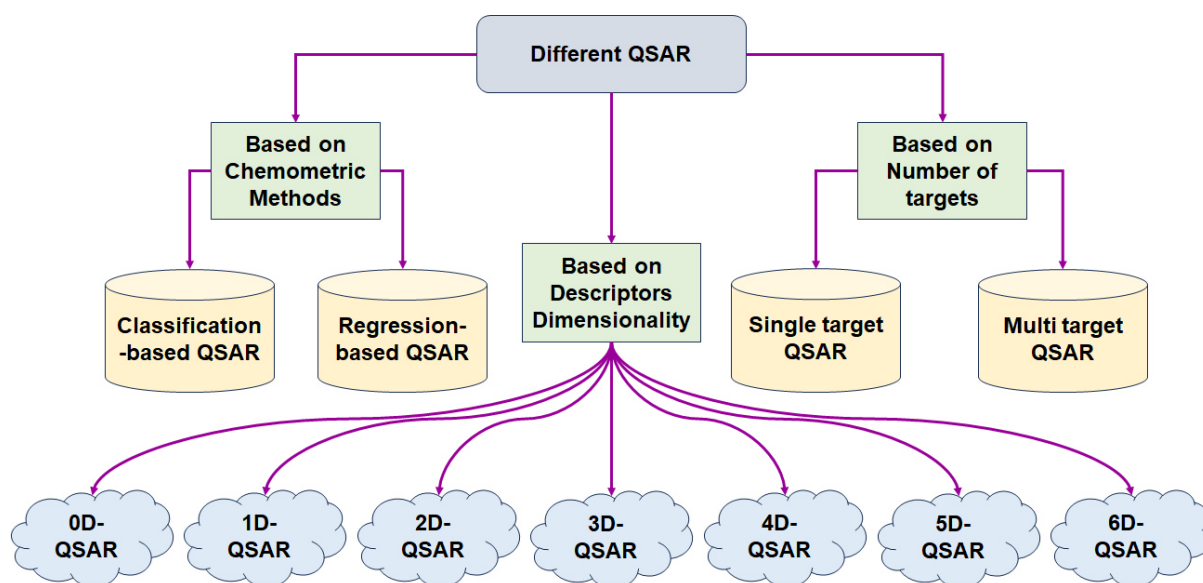 Different QSAR
Based on
Chemometric
Methods
Based on
Number of
targets
Based on
Descriptors
Dimensionality
Classification
-based QSAR
Regression-
based QSAR
Single target
QSAR
Multi target
QSAR
0D-
QSAR
1D-
QSAR
2D-
QSAR
3D-
QSAR
4D-
QSAR
5D-
QSAR
6D-
QSAR